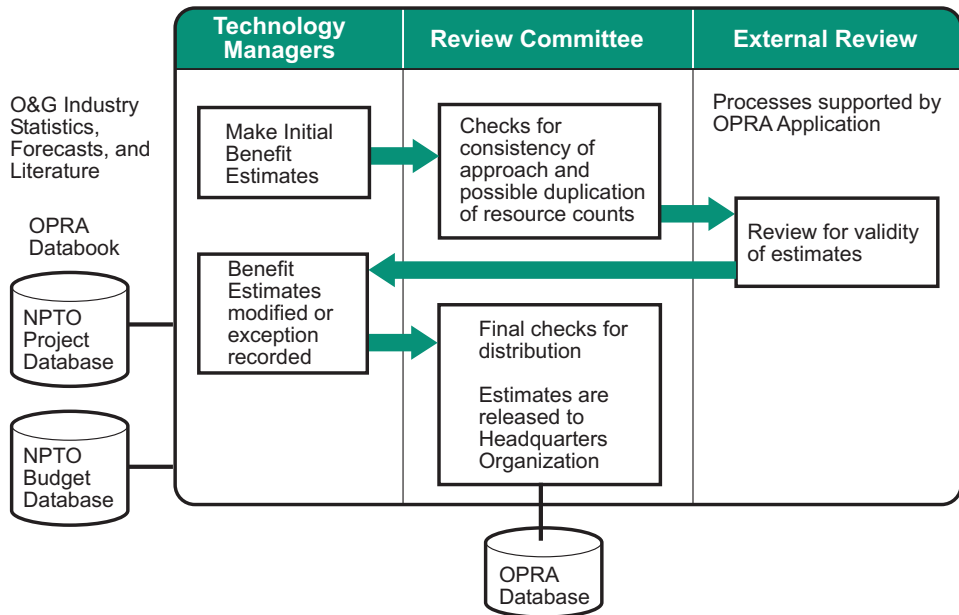 Technology
Managers
Review Committee
External Review
O&G Industry
Statistics,
Forecasts, and
Literature
Make Initial
Benefit
Estimates
Checks for
consistency of
approach and
possible duplication
of resource counts
Processes supported by
OPRA Application
Review for validity
of estimates
OPRA
Databook
NPTO
Project
Database
Benefit
Estimates
modified or
exception
recorded
Final checks for
distribution
Estimates are
released to
Headquarters
Organization
NPTO
Budget
Database
OPRA
Database